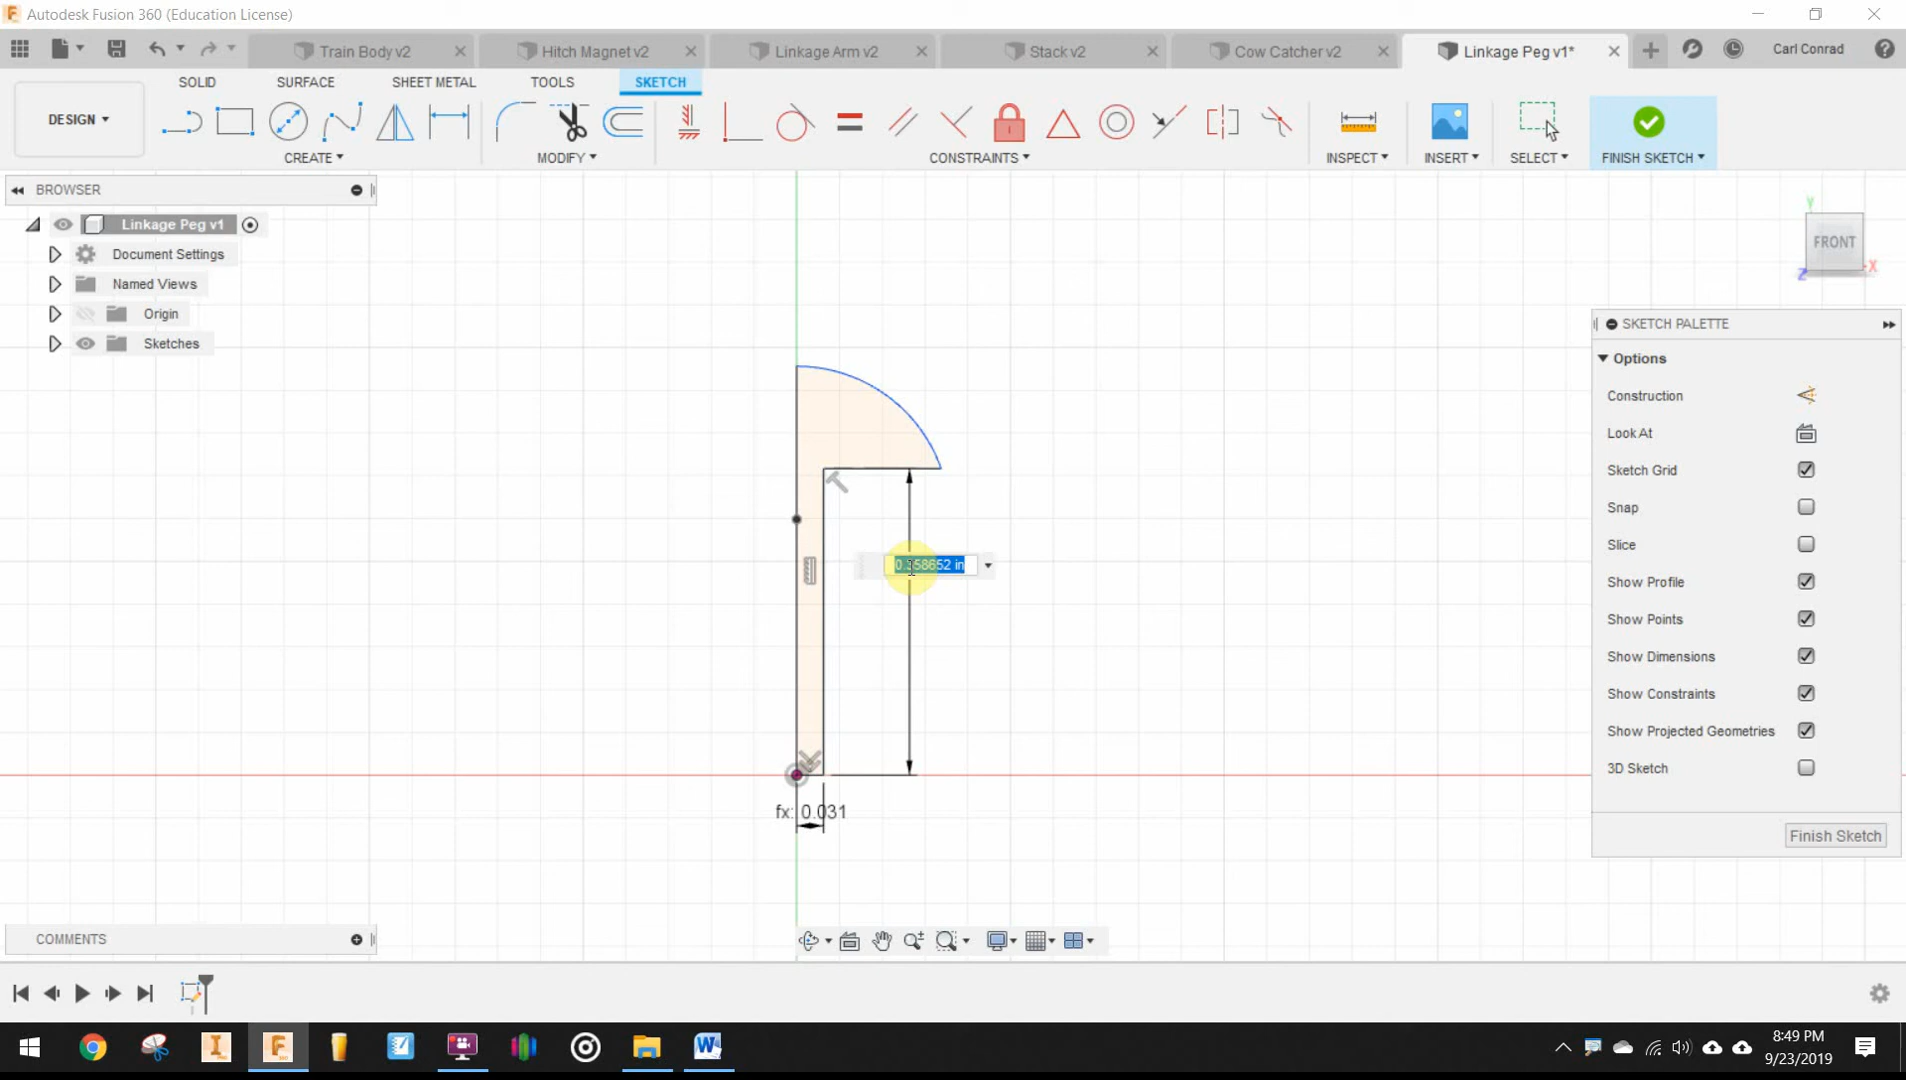 Autodesk Fusion 360 (Education License)
Train Body v2
Hitch Magnet v2
Linkage Arm v2
Stack v2
Cow Catcher v2
Linkage Peg v1*
Carl Conrad
SOLID
SURFACE
SHEET METAL
TOOLS
SKETCH
DESIGN
CREATE
MODIFY
CONSTRAINTS
INSPECT
INSERT
SELECT
FINISH SKETCH
BROWSER
Linkage Peg v1
Document Settings
Named Views
Origin
Sketches
Y
FRONT
X
Z
SKETCH PALETTE
Options
Construction
Look At
Sketch Grid
Snap
Slice
Show Profile
Show Points
Show Dimensions
Show Constraints
Show Projected Geometries
3D Sketch
Finish Sketch
0.358652 in
fx: 0.031
COMMENTS
8:49 PM
9/23/2019